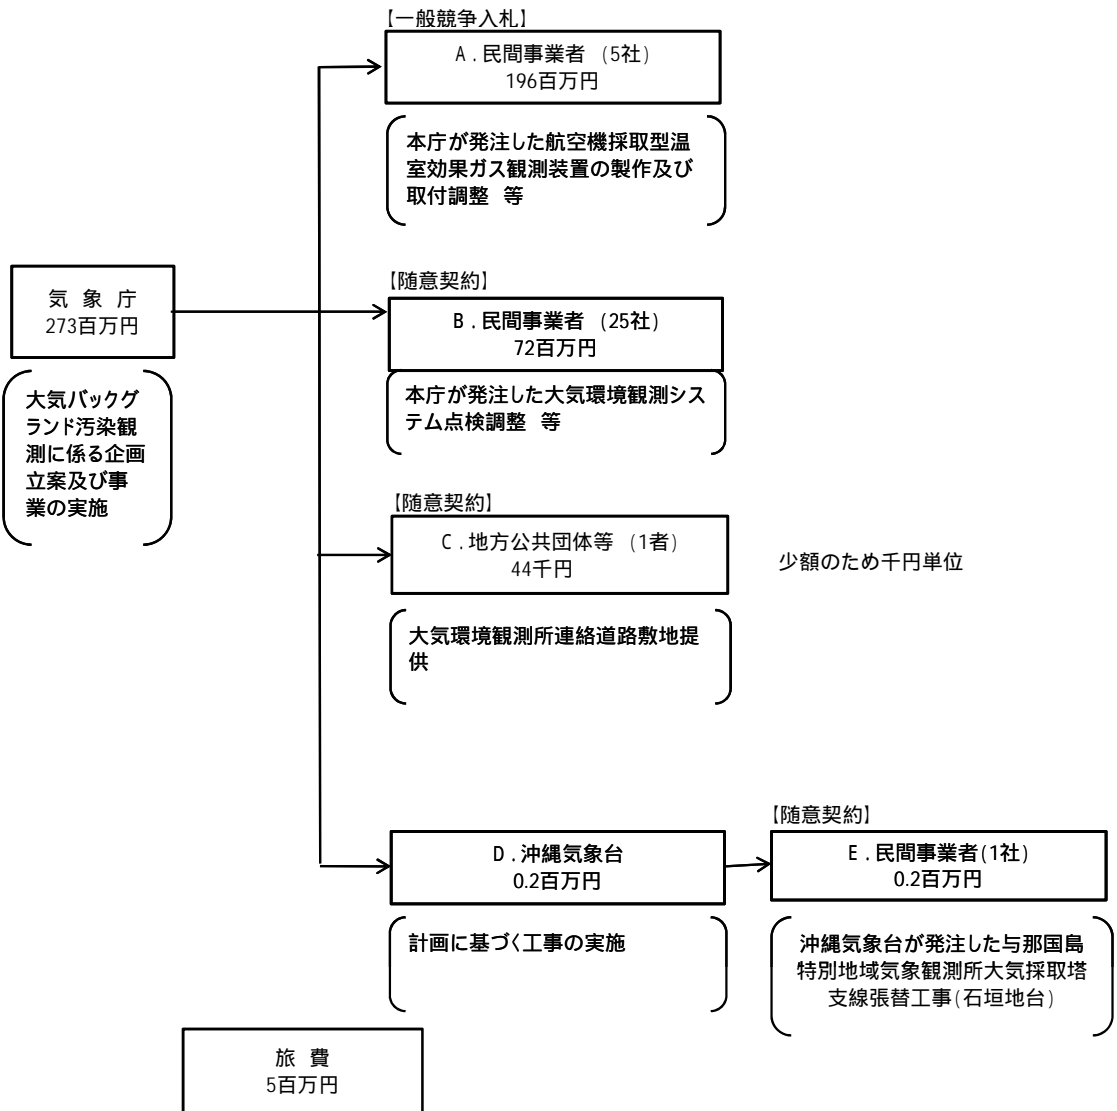 【一般競争入札】
A.民間事業者 (5社)
196百万円
本庁が発注した航空機採取型温
室効果ガス観測装置の製作及び
取付調整 等
気 象 庁
273百万円
大気バックグ
ランド汚染観
測に係る企画
立案及び事
業の実施
【随意契約】
B.民間事業者 (25社)
72百万円
本庁が発注した大気環境観測シス
テム点検調整 等
【随意契約】
C.地方公共団体等 (1者)
44千円
少額のため千円単位
大気環境観測所連絡道路敷地提
供
D.沖縄気象台
0.2百万円
計画に基づく工事の実施
【随意契約】
E.民間事業者(1社)
0.2百万円
沖縄気象台が発注した与那国島
特別地域気象観測所大気採取塔
支線張替工事(石垣地台)
旅 費
5百万円